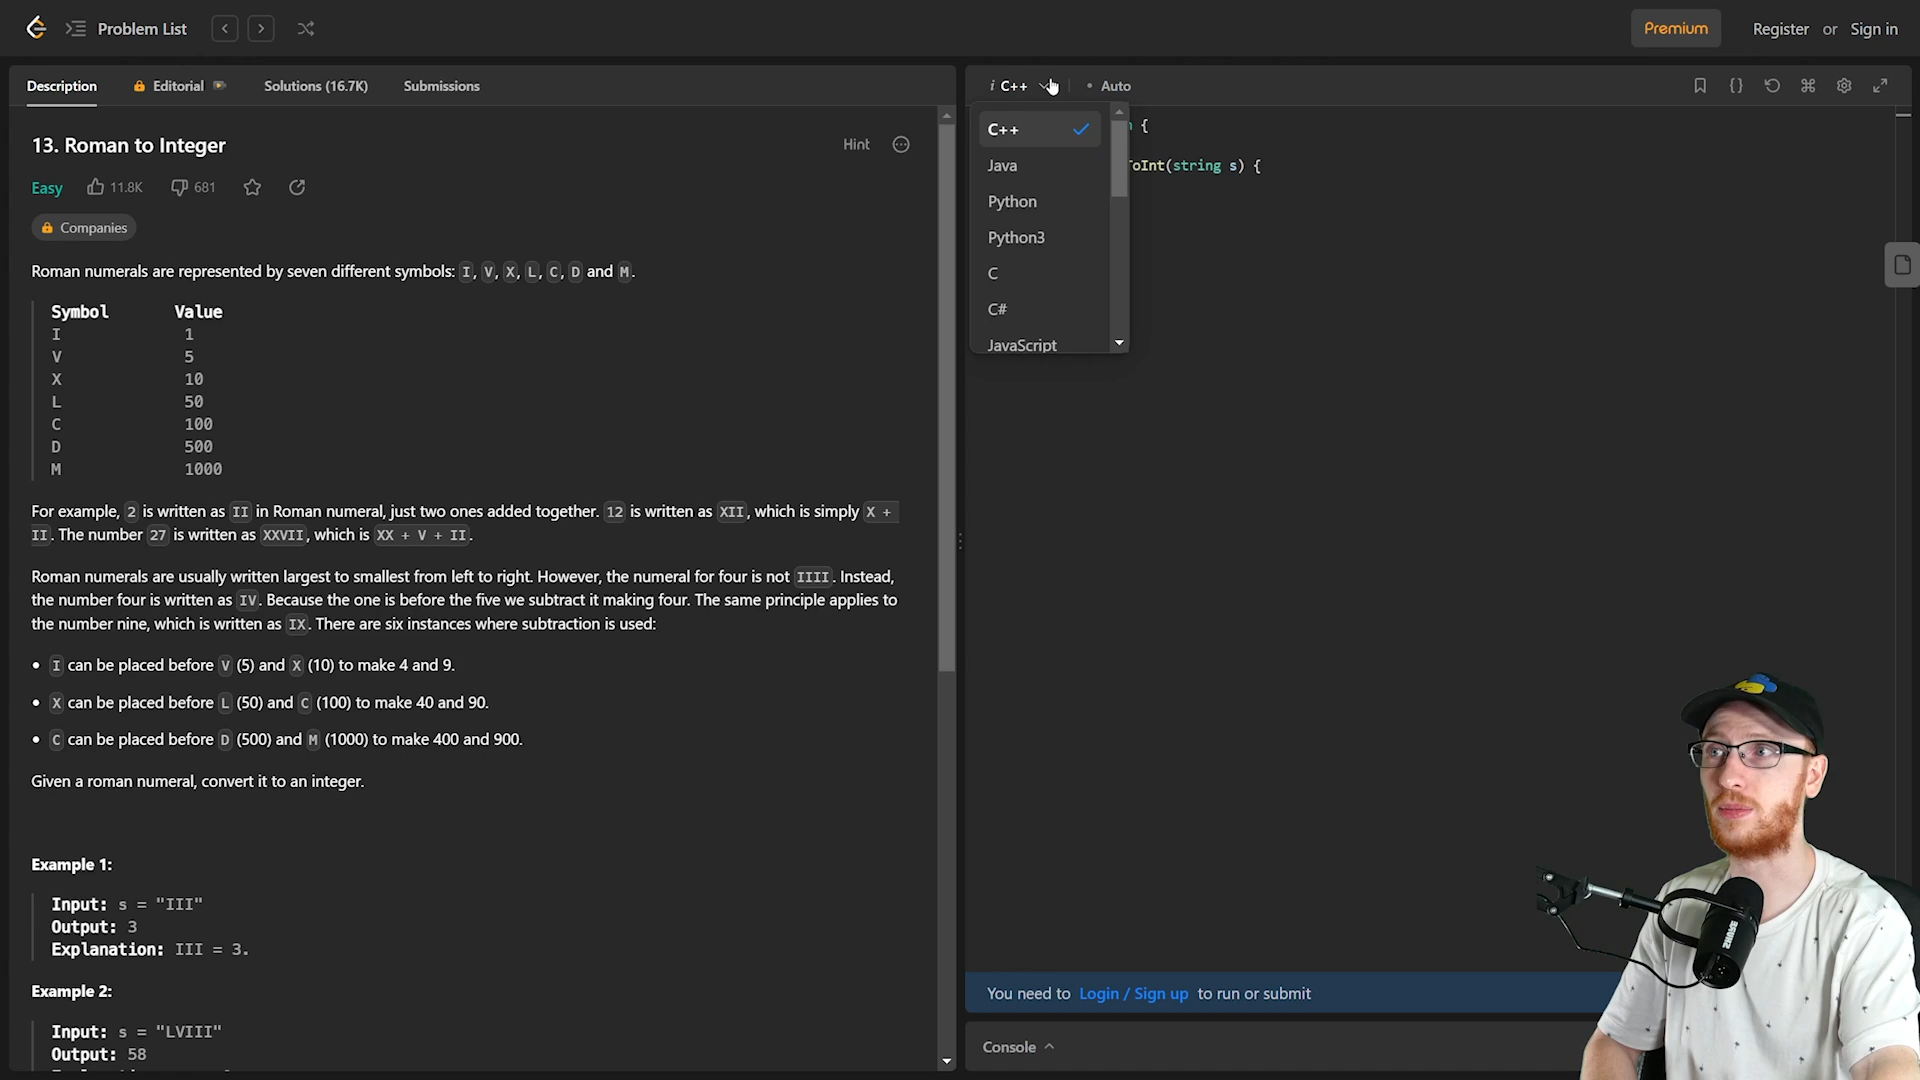 Problem List
Premium
Register or Sign in
Description
Editorial
Solutions (16.7K)
Submissions
13. Roman to Integer
Hint
Easy
11.8K
681
Companies
Roman numerals are represented by seven different symbols: I, V, X, L, C, D and M.
Symbol Value
I 1
V 5
X 10
L 50
C 100
D 500
M 1000
For example, 2 is written as II in Roman numeral, just two ones added together. 12 is written as XII, which is simply X +
II. The number 27 is written as XXVII, which is XX + V + II.
Roman numerals are usually written largest to smallest from left to right. However, the numeral for four is not IIII. Instead,
the number four is written as IV. Because the one is before the five we subtract it making four. The same principle applies to
the number nine, which is written as IX. There are six instances where subtraction is used:
• I can be placed before V (5) and X (10) to make 4 and 9.
• X can be placed before L (50) and C (100) to make 40 and 90.
• C can be placed before D (500) and M (1000) to make 400 and 900.
Given a roman numeral, convert it to an integer.
Example 1:
Input: s = "III"
Output: 3
Explanation: III = 3.
Example 2:
Input: s = "LVIII"
Output: 58
i C++
• Auto
C++
Java
Python
Python3
C
C#
JavaScript
{
oInt(string s) {
You need to Login / Sign up to run or submit
Console